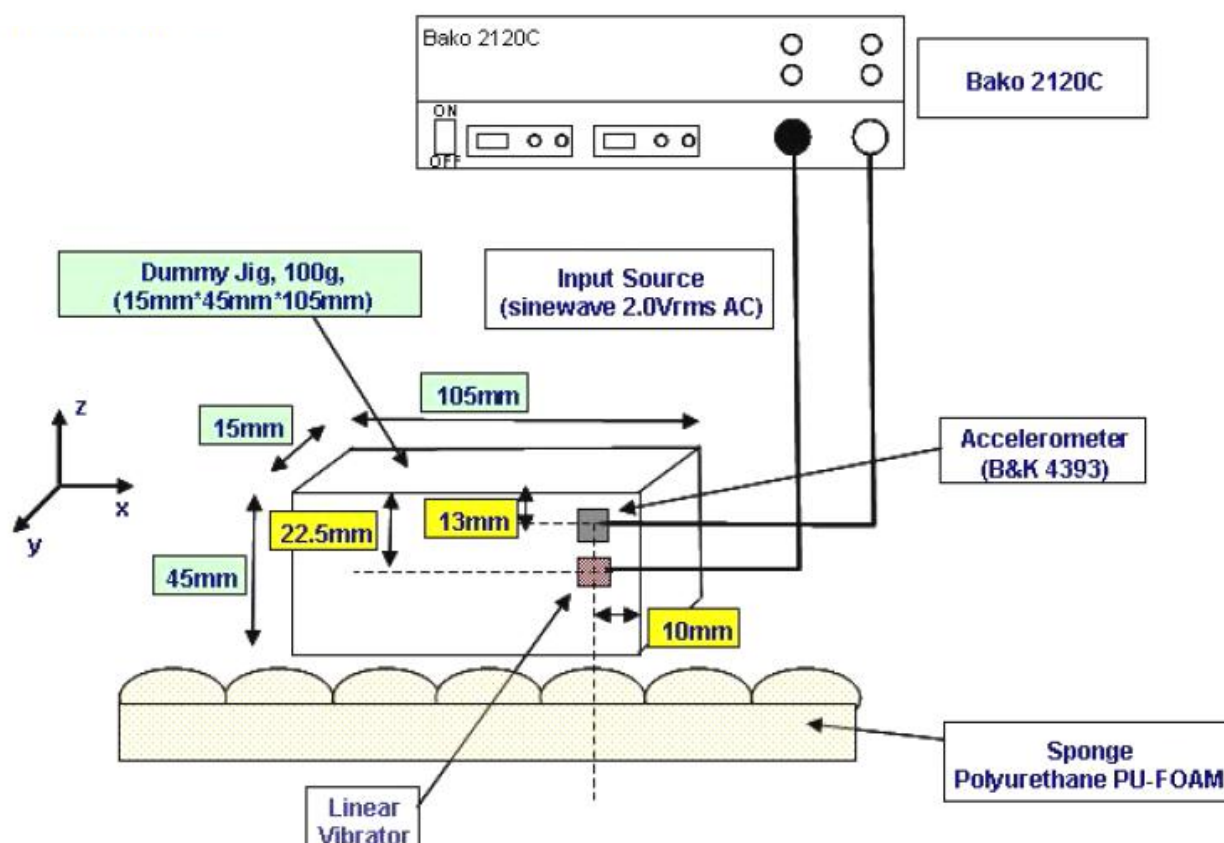 Bako 2120C
ON
OFF
Bako 2120C
Dummy Jig, 100g,
(15mm*45mm*105mm)
Input Source
(sinewave 2.0Vrms AC)
105mm
15mm
z
x
y
Accelerometer
(B&K 4393)
13mm
22.5mm
45mm
10mm
Sponge
Polyurethane PU-FOAM
Linear
Vibrator